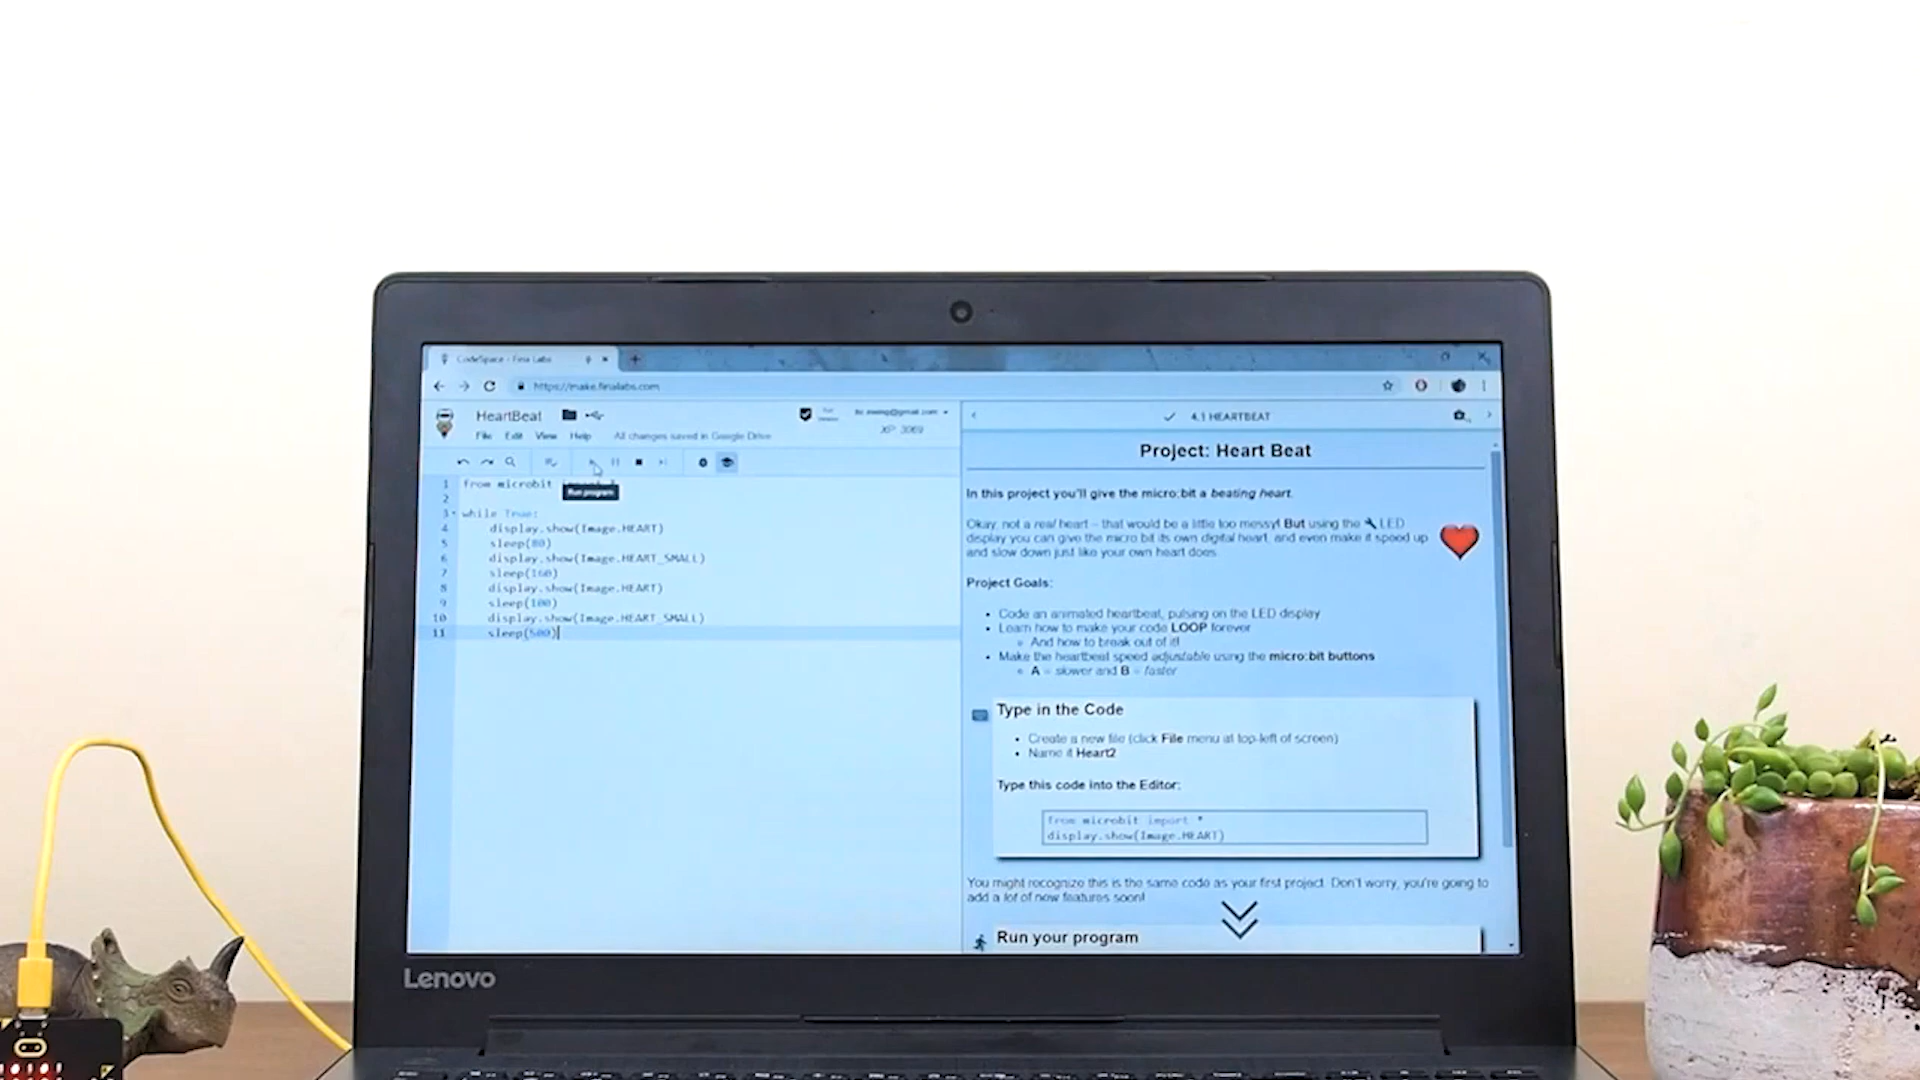 CodeSpace - Firia Labs
https://make.firialabs.com
HeartBeat
File Edit View Help All changes saved in Google Drive
XP: 3069
Run program
1 from microbit
2
3 while True:
4 display.show(Image.HEART)
5 sleep(80)
6 display.show(Image.HEART_SMALL)
7 sleep(160)
8 display.show(Image.HEART)
9 sleep(100)
10 display.show(Image.HEART_SMALL)
11 sleep(500)
4.1 HEARTBEAT
Project: Heart Beat
In this project you'll give the micro:bit a beating heart.
Okay, not a real heart – that would be a little too messy! But using the LED
display you can give the micro:bit its own digital heart, and even make it speed up
and slow down just like your own heart does.
Project Goals:
• Code an animated heartbeat, pulsing on the LED display
• Learn how to make your code LOOP forever
◦ And how to break out of it!
• Make the heartbeat speed adjustable using the micro:bit buttons
◦ A = slower and B = faster
Type in the Code
• Create a new file (click File menu at top-left of screen)
• Name it Heart2
Type this code into the Editor:
from microbit import *
display.show(Image.HEART)
You might recognize this is the same code as your first project. Don't worry, you're going to
add a lot of new features soon!
Run your program
Lenovo